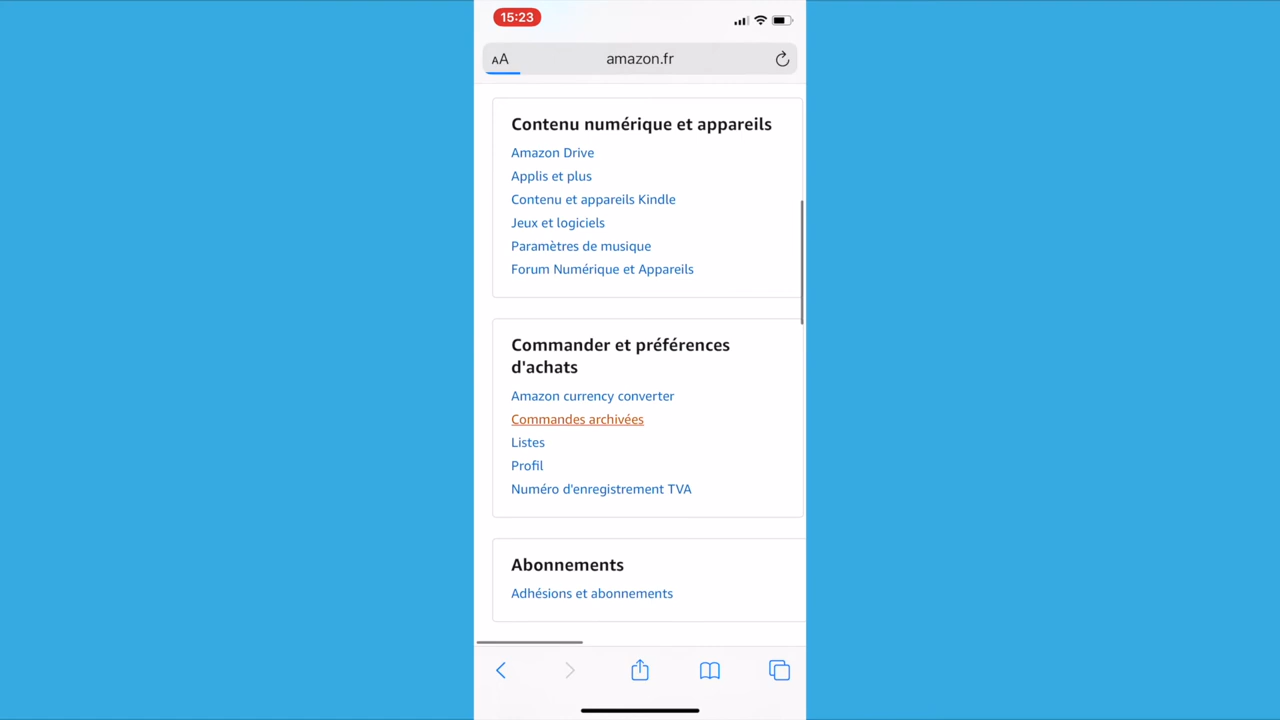 15:23
AA
amazon.fr
Contenu numérique et appareils
Amazon Drive
Applis et plus
Contenu et appareils Kindle
Jeux et logiciels
Paramètres de musique
Forum Numérique et Appareils
Commander et préférences
d'achats
Amazon currency converter
Commandes archivées
Listes
Profil
Numéro d'enregistrement TVA
Abonnements
Adhésions et abonnements